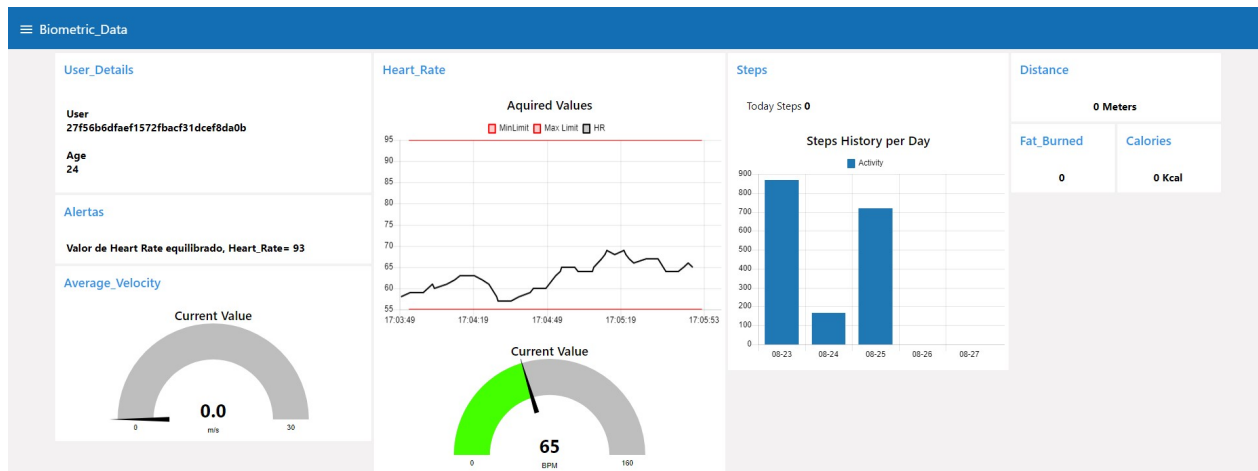 Biometric_Data
User_Details
User
27f56b6dfaef1572fbacf31dcef8da0b
Age
24
Alertas
Valor de Heart Rate equilibrado, Heart_Rate= 93
Average_Velocity
Current Value
0.0
m/s
0
30
Heart_Rate
Aquired Values
MinLimit Max Limit HR
95
90
85
80
75
70
65
60
55
17:03:49 17:04:19 17:04:49 17:05:19 17:05:53
Current Value
65
BPM
0
160
Steps
Today Steps 0
Steps History per Day
Activity
900
800
700
600
500
400
300
200
100
0
08-23 08-24 08-25 08-26 08-27
Distance
0 Meters
Fat_Burned
0
Calories
0 Kcal